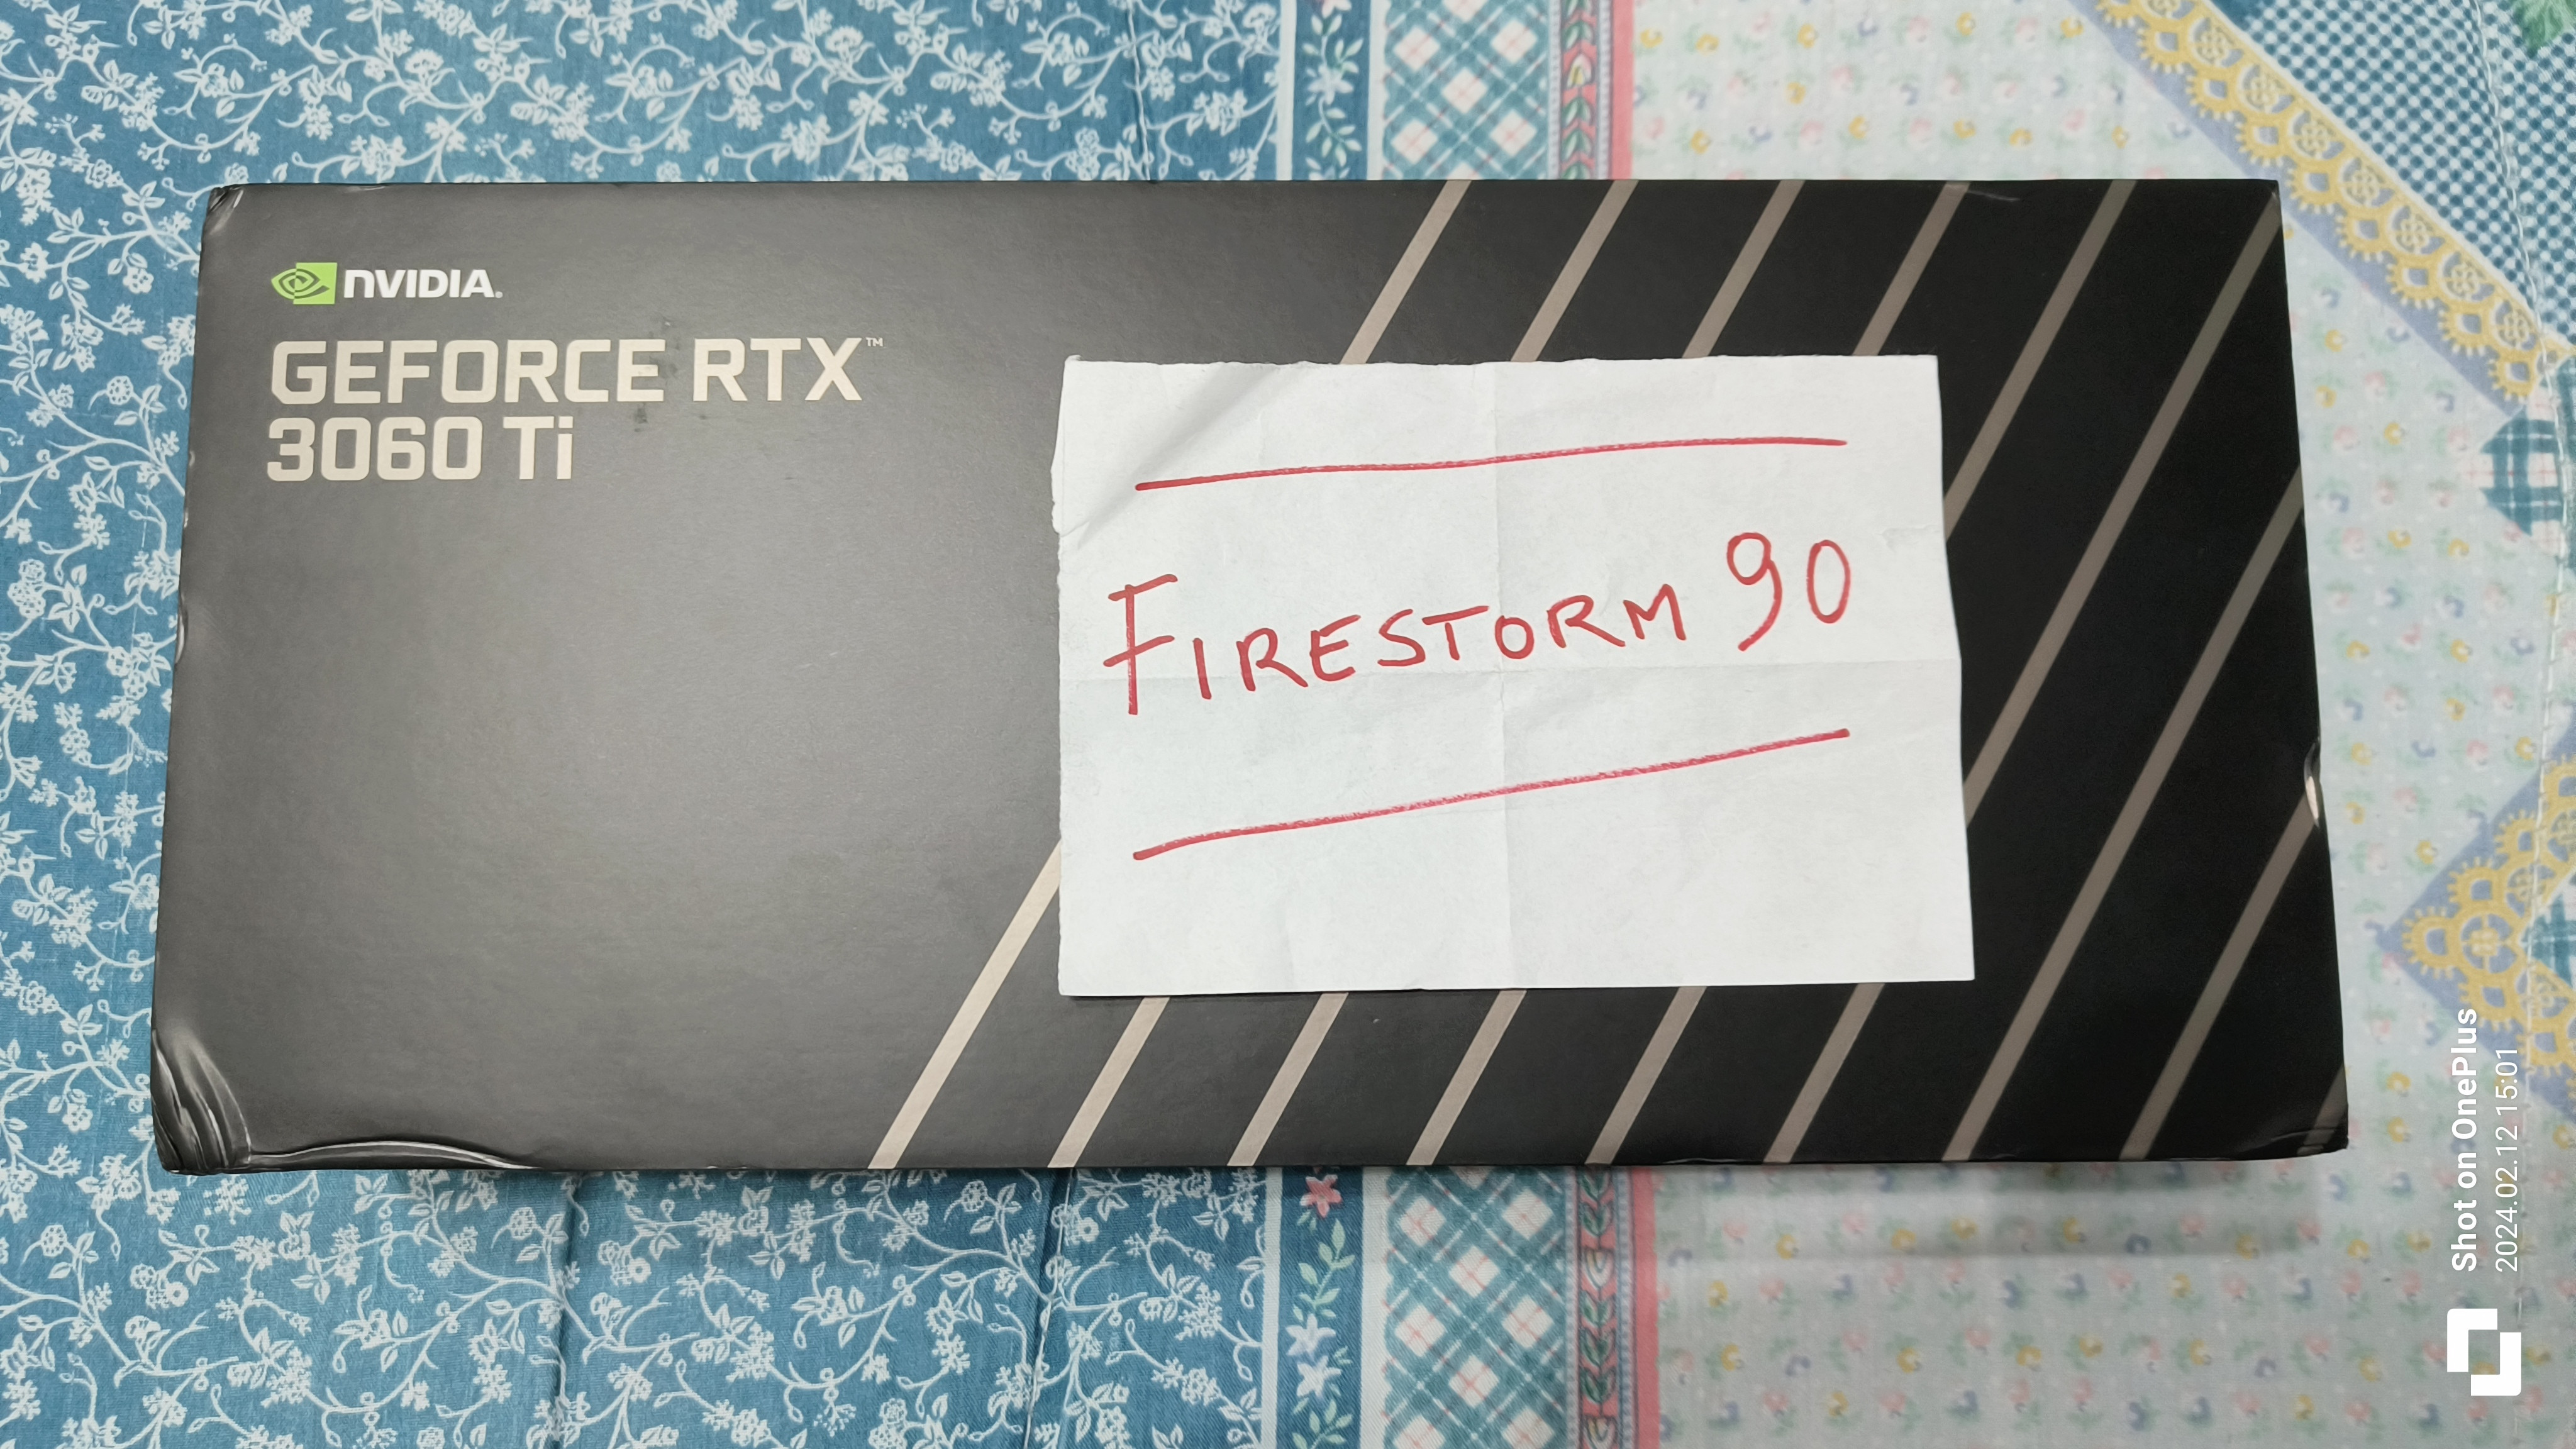 NVIDIA.
GEFORCE RTX™
3060 Ti
FIRESTORM 90
Shot on OnePlus
2024.02.12 15:01